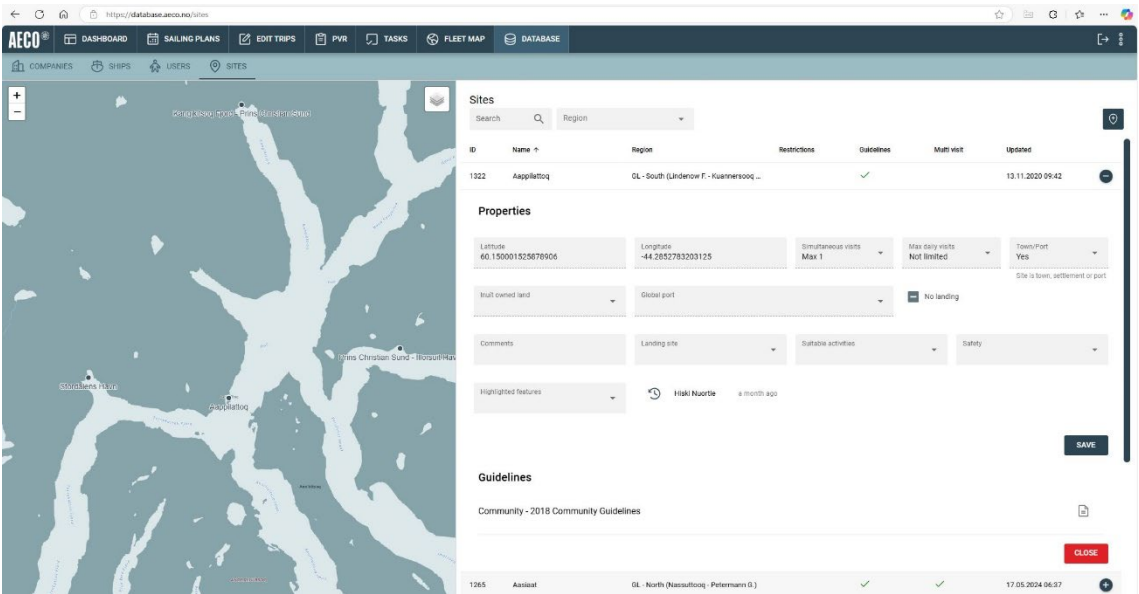 https://database.aeco.no/sites
AECO® DASHBOARD SAILING PLANS EDIT TRIPS PVR TASKS FLEET MAP DATABASE
COMPANIES SHIPS USERS SITES
+
−
Prins Christian Sund - Illorsuit/Hav
Stordalens Havn
Aappilattoq
Sites
Search Region
ID Name ↑ Region Restrictions Guidelines Multi visit Updated
1322 Aappilattoq GL - South (Lindenow F. - Kuannersooq ... 13.11.2020 09:42
Properties
Latitude Longitude Simultaneous visits Max daily visits Town/Port
60.150001525878906 -44.2852783203125 Max 1 Not limited Yes
Site is town, settlement or port
Inuit owned land Global port No landing
Comments Landing site Suitable activities Safety
Highlighted features Hiski Nuortie a month ago
SAVE
Guidelines
Community - 2018 Community Guidelines
CLOSE
1265 Aasiaat GL - North (Nassuttooq - Petermann G.) 17.05.2024 06:37